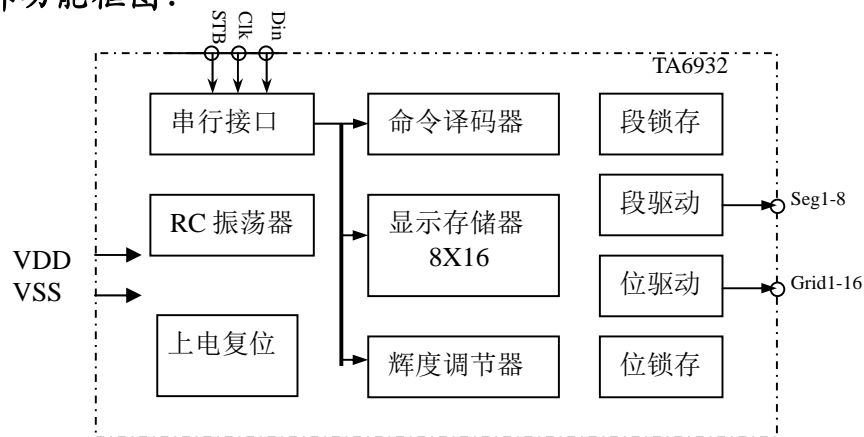 部功能框图：
STB
Clk
Din
TA6932
串行接口
命令译码器
段锁存
RC 振荡器
显示存储器
8X16
段驱动
Seg1-8
VDD
VSS
位驱动
Grid1-16
上电复位
辉度调节器
位锁存